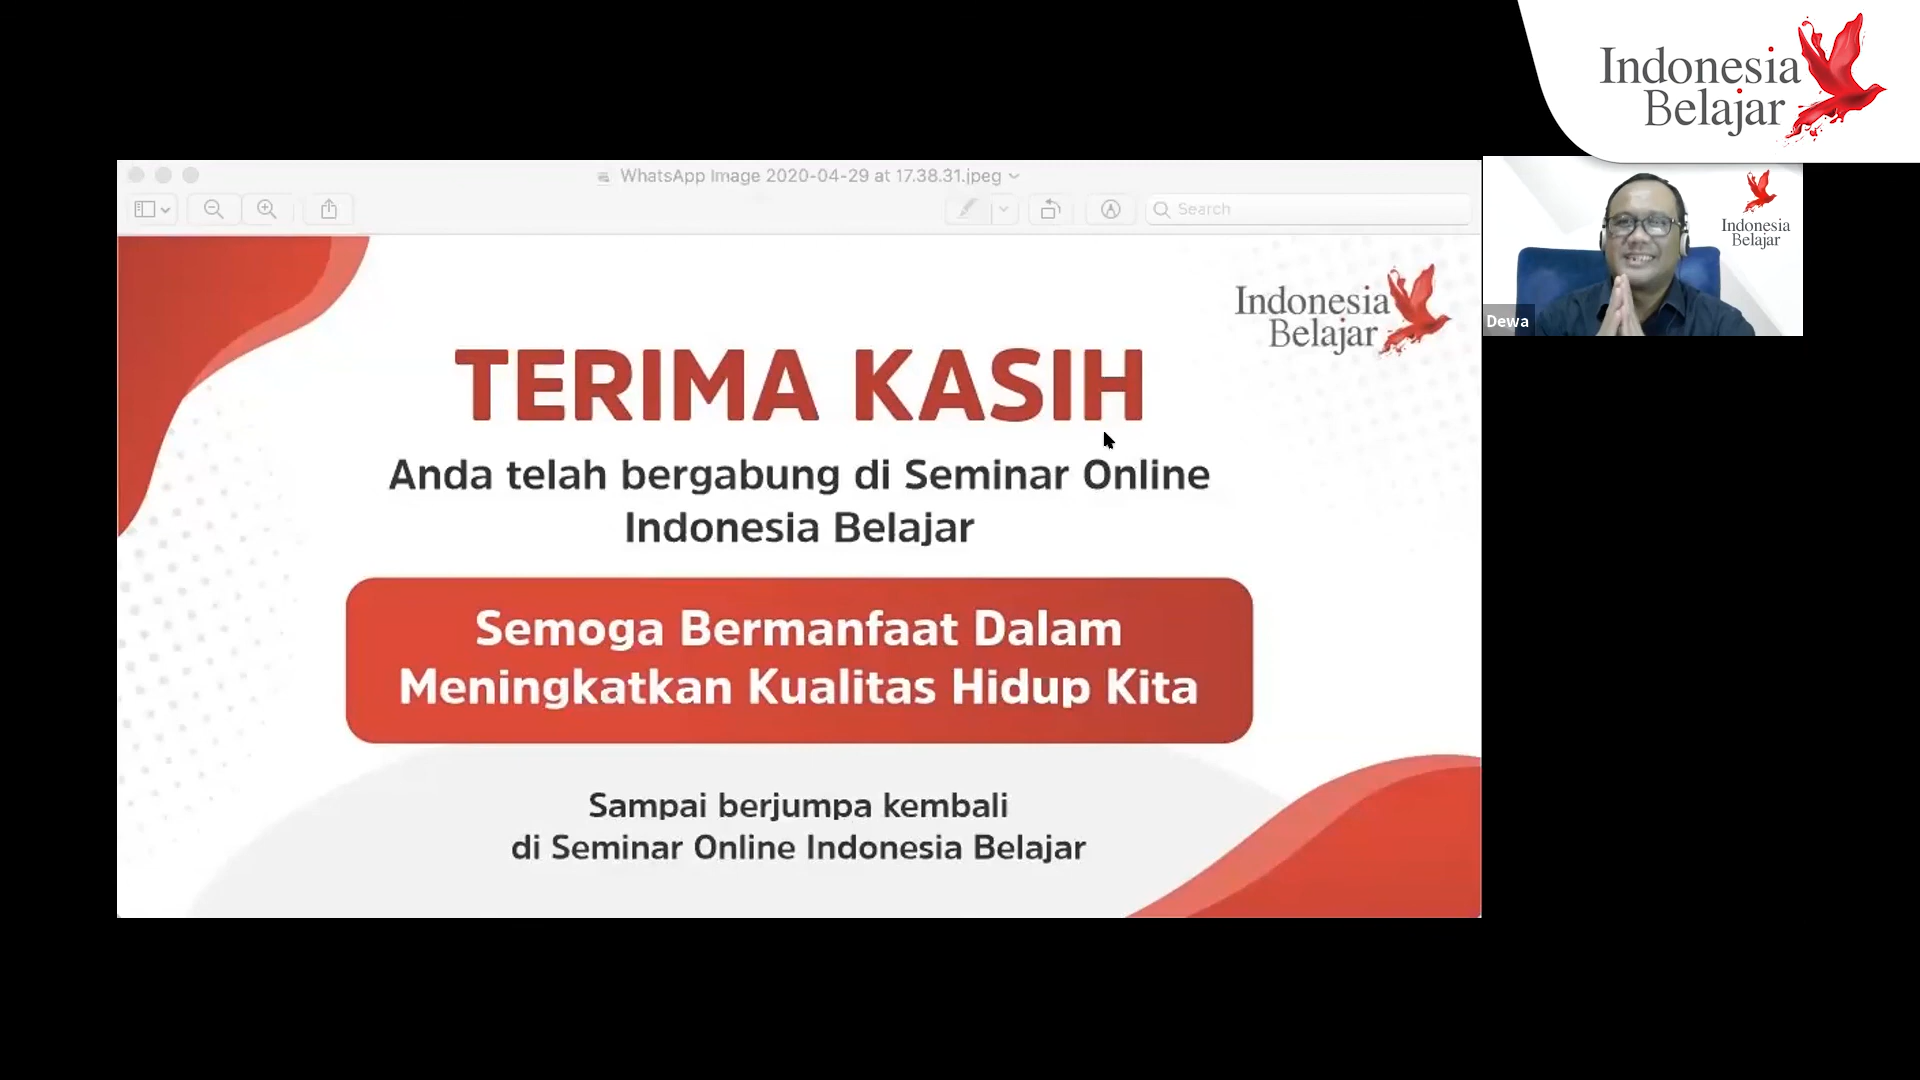 Indonesia
Belajar
WhatsApp Image 2020-04-29 at 17.38.31.jpeg
Search
Indonesia
Belajar
Dewa
Indonesia
Belajar
TERIMA KASIH
Anda telah bergabung di Seminar Online
Indonesia Belajar
Semoga Bermanfaat Dalam
Meningkatkan Kualitas Hidup Kita
Sampai berjumpa kembali
di Seminar Online Indonesia Belajar